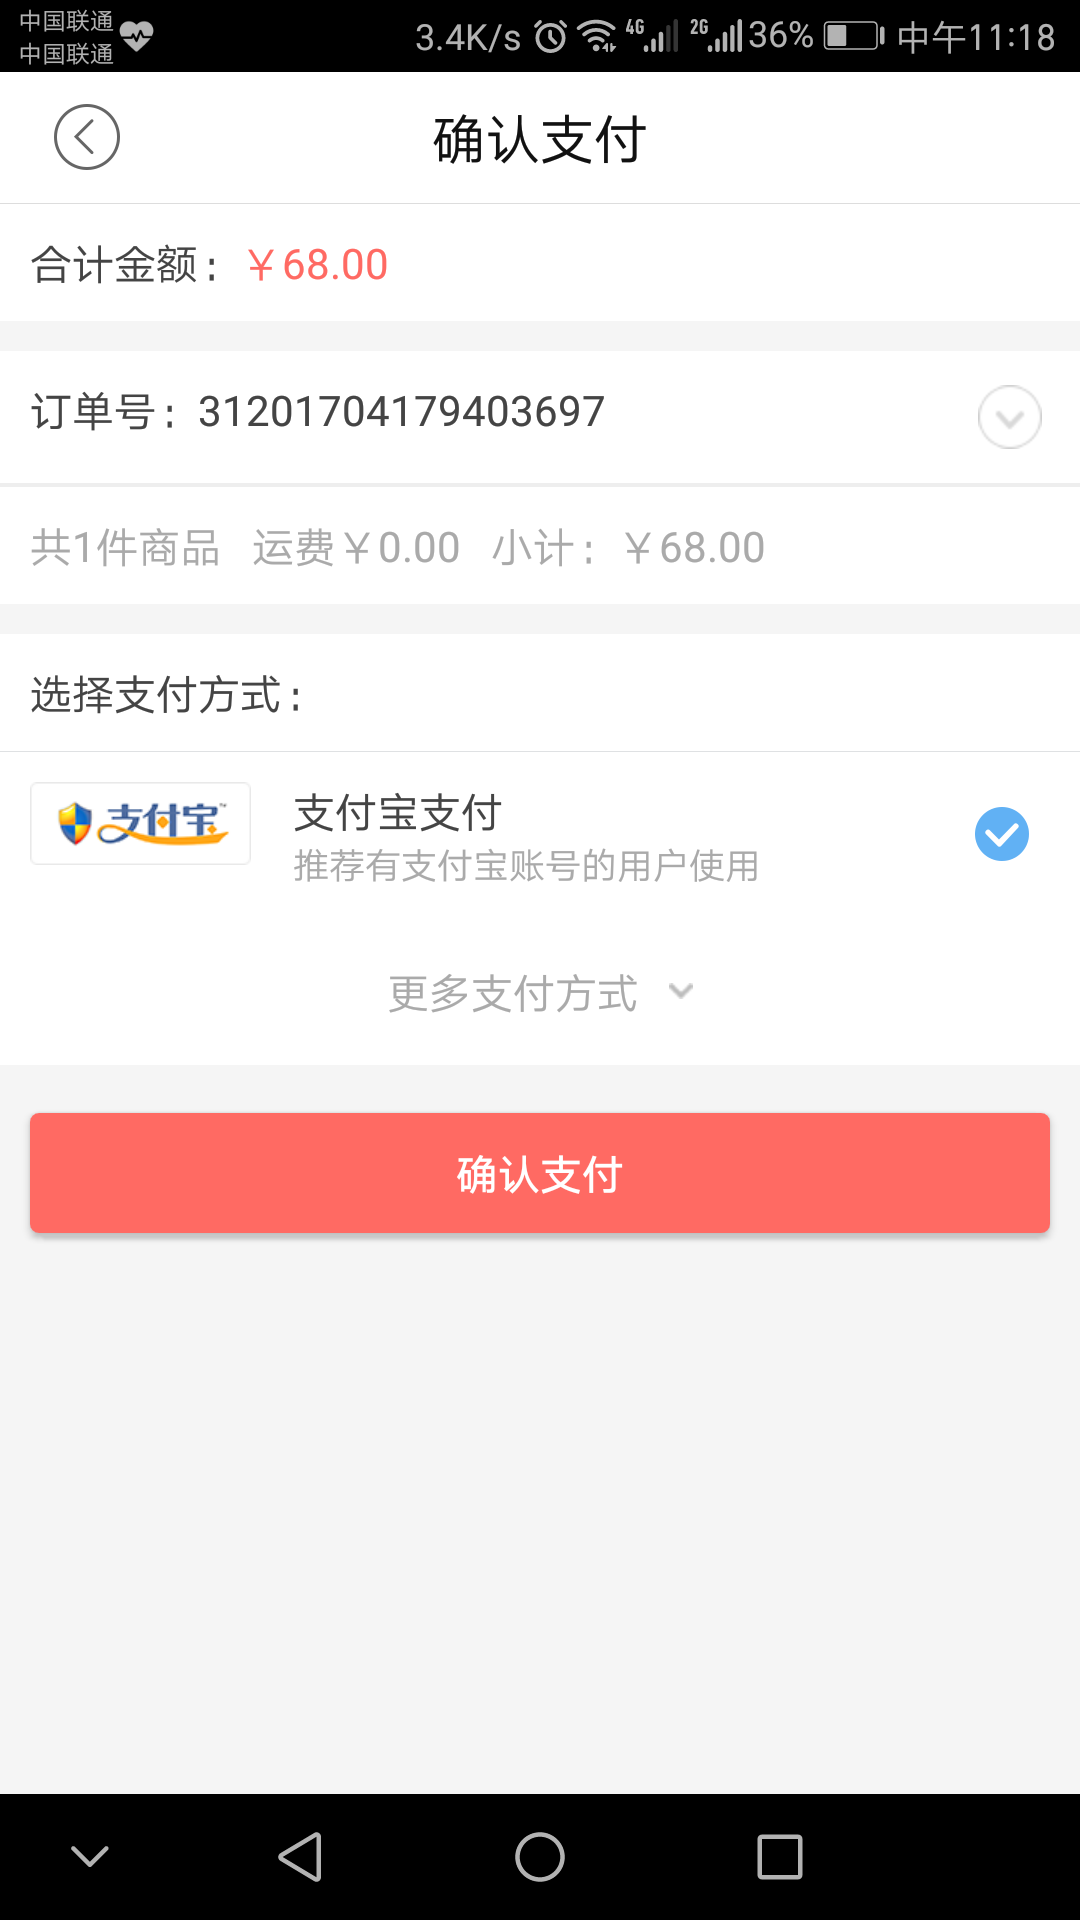 中国联通
中国联通
3.4K/s 4G 2G 36% 中午11:18
确认支付
合计金额：￥68.00
订单号：31201704179403697
共1件商品 运费￥0.00 小计：￥68.00
选择支付方式：
支付宝™
支付宝支付
推荐有支付宝账号的用户使用
更多支付方式
确认支付